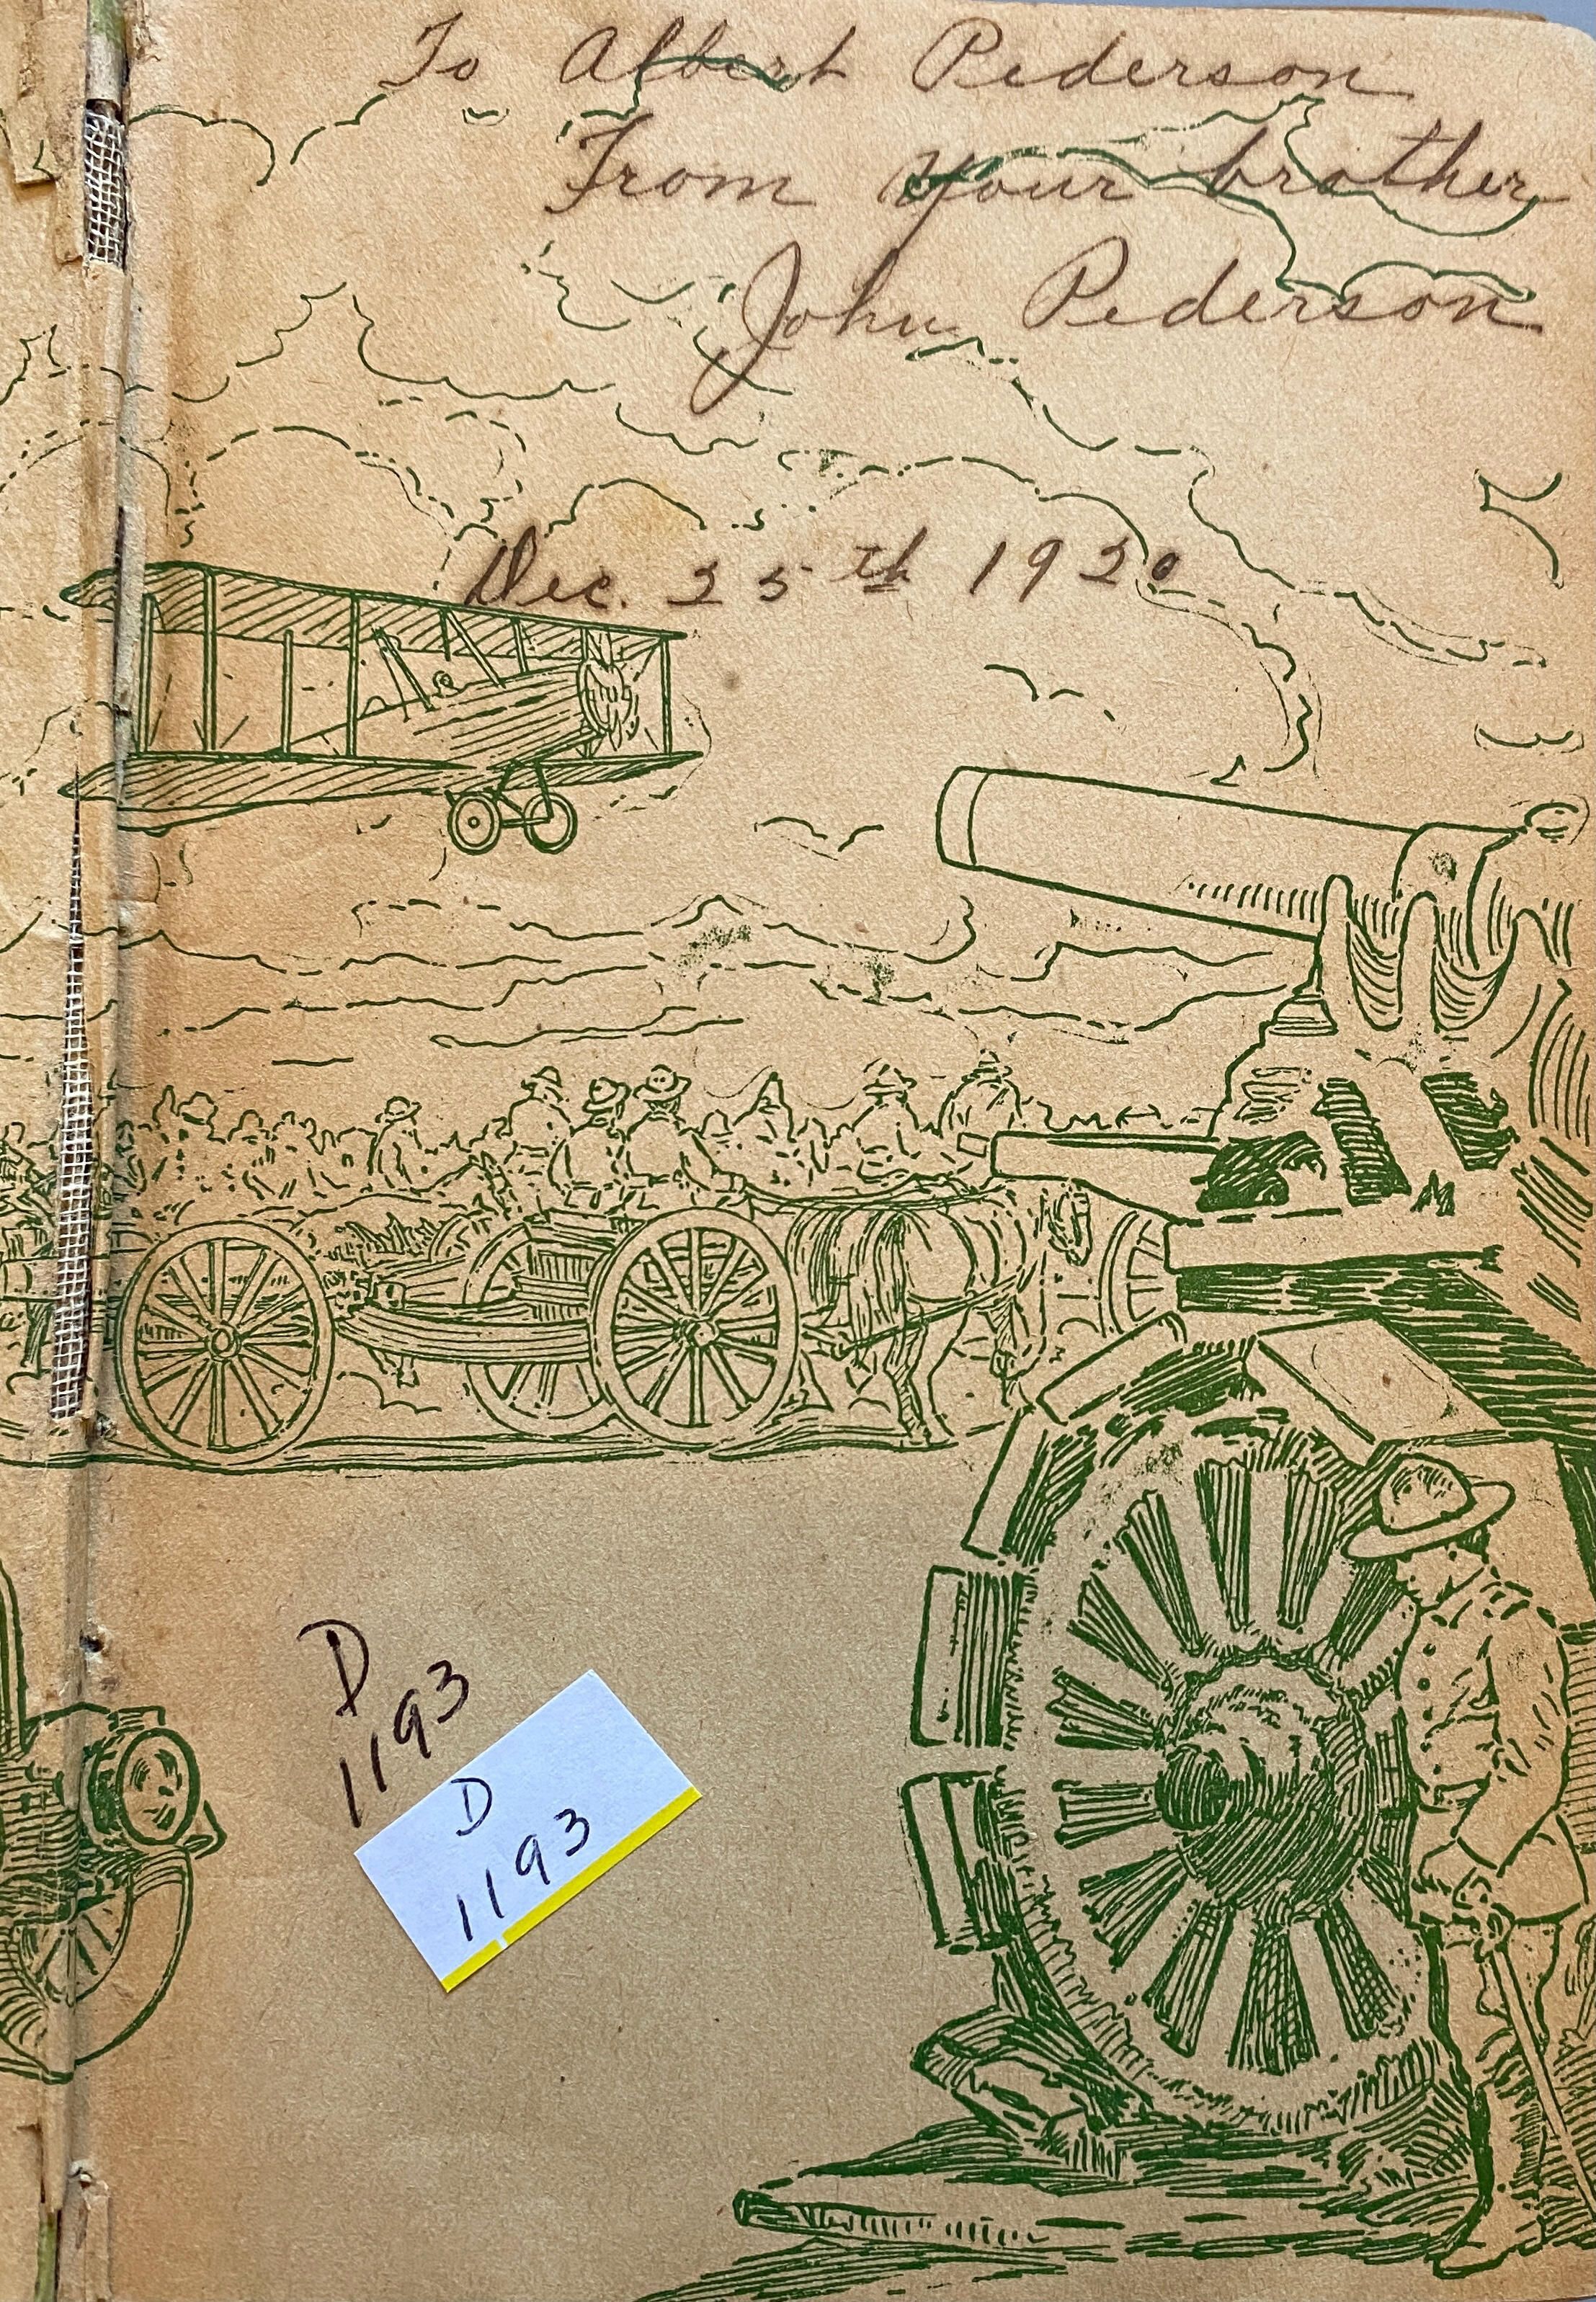 To Albert Pederson
From your brother
John Pederson
Dec. 25th 1920
D
1193
D
1193